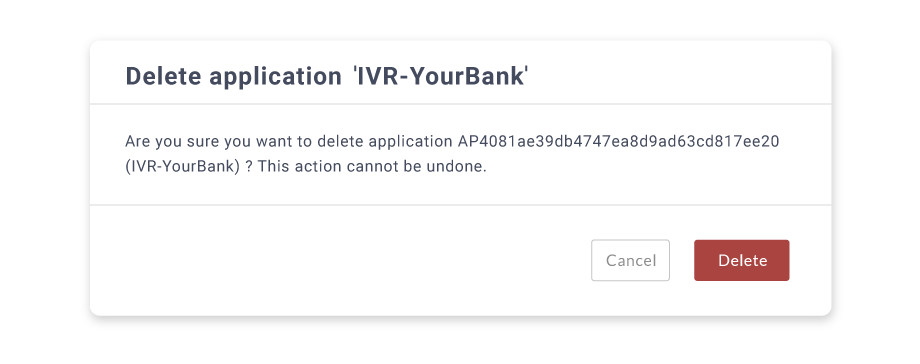 Delete application 'IVR-YourBank'
Are you sure you want to delete application AP4081ae39db4747ea8d9ad63cd817ee20
(IVR-YourBank) ? This action cannot be undone.
Cancel
Delete